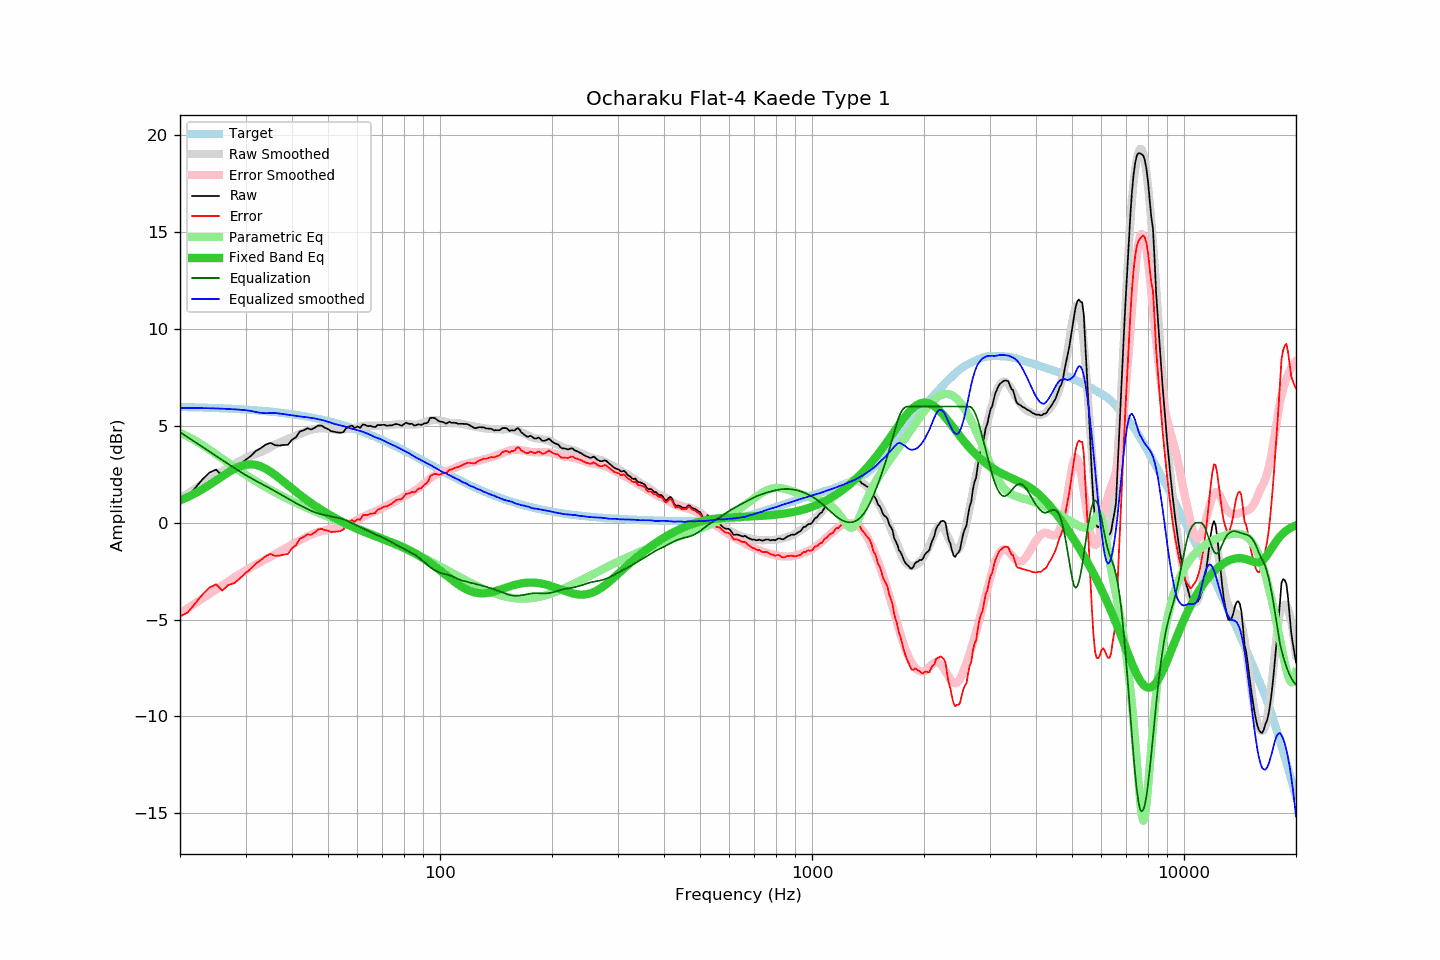 Ocharaku Flat-4 Kaede Type 1
Target
Raw Smoothed
Error Smoothed
Raw
Error
Parametric Eq
Fixed Band Eq
Equalization
Equalized smoothed
20
15
10
5
0
−5
−10
−15
Amplitude (dBr)
100
1000
10000
Frequency (Hz)